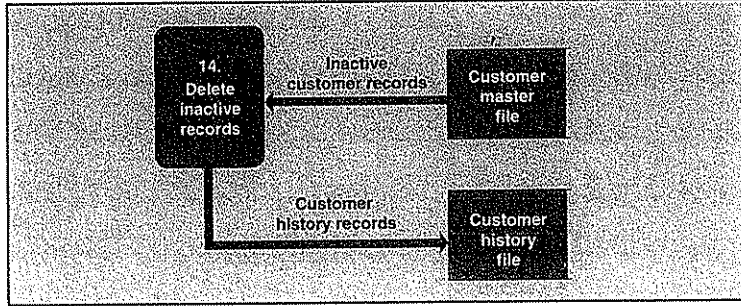 14.
Delete
inactive
records
Inactive
customer records
Customer
master
file
Customer
history records
Customer
history
file